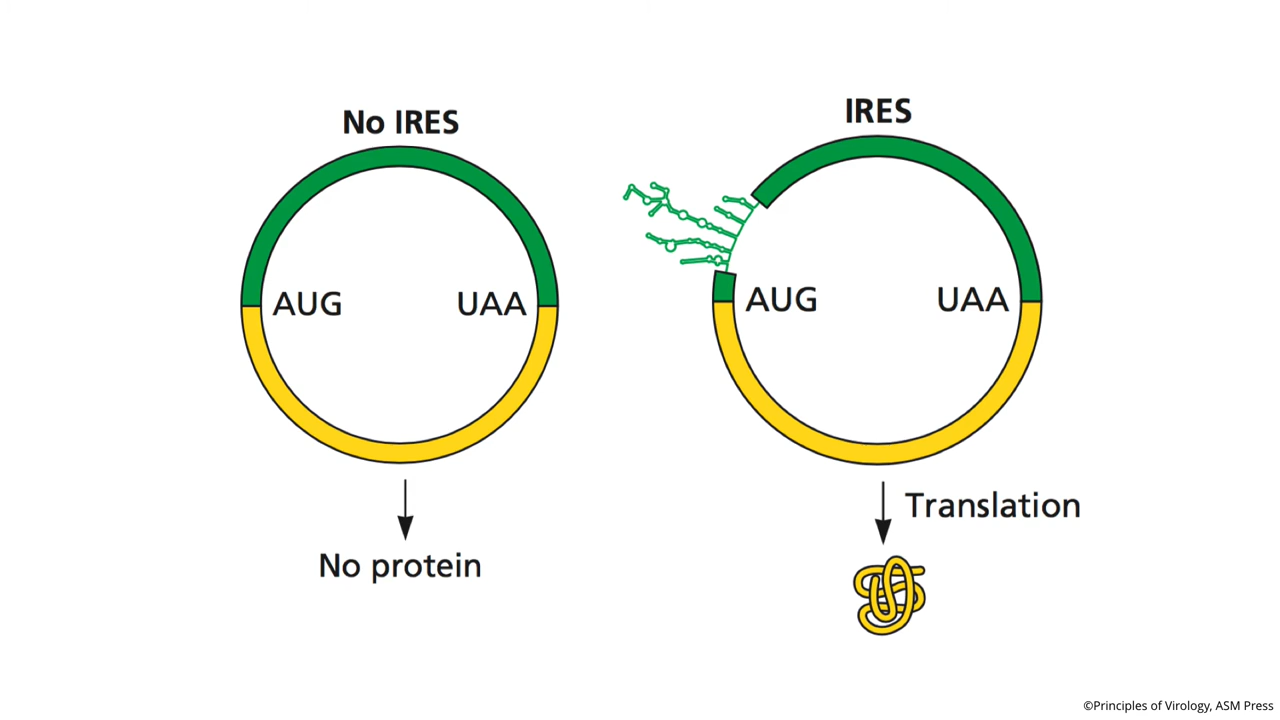 No IRES
AUG
UAA
No protein
IRES
AUG
UAA
Translation
©Principles of Virology, ASM Press